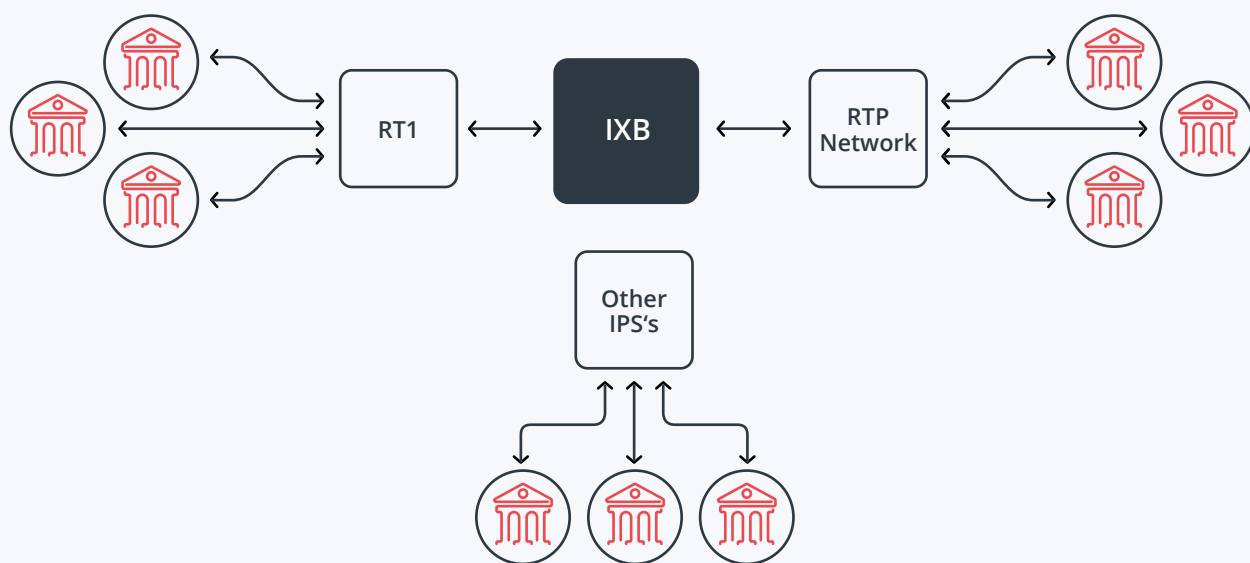 RT1
IXB
RTP
Network
Other
IPS‘s